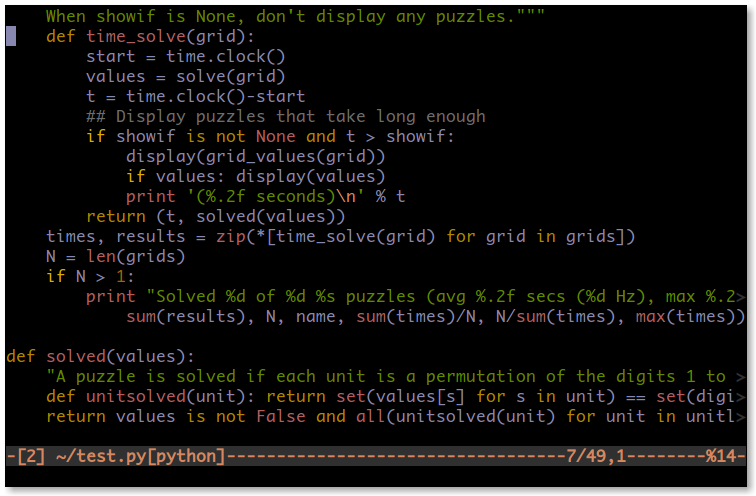 When showif is None, don't display any puzzles."""
    def time_solve(grid):
        start = time.clock()
        values = solve(grid)
        t = time.clock()-start
        ## Display puzzles that take long enough
        if showif is not None and t > showif:
            display(grid_values(grid))
            if values: display(values)
            print '(%.2f seconds)\n' % t
        return (t, solved(values))
    times, results = zip(*[time_solve(grid) for grid in grids])
    N = len(grids)
    if N > 1:
        print "Solved %d of %d %s puzzles (avg %.2f secs (%d Hz), max %.2>
            sum(results), N, name, sum(times)/N, N/sum(times), max(times))

def solved(values):
    "A puzzle is solved if each unit is a permutation of the digits 1 to >
    def unitsolved(unit): return set(values[s] for s in unit) == set(digi>
    return values is not False and all(unitsolved(unit) for unit in unitl>

-[2] ~/test.py[python]----------------------------------7/49,1--------%14-